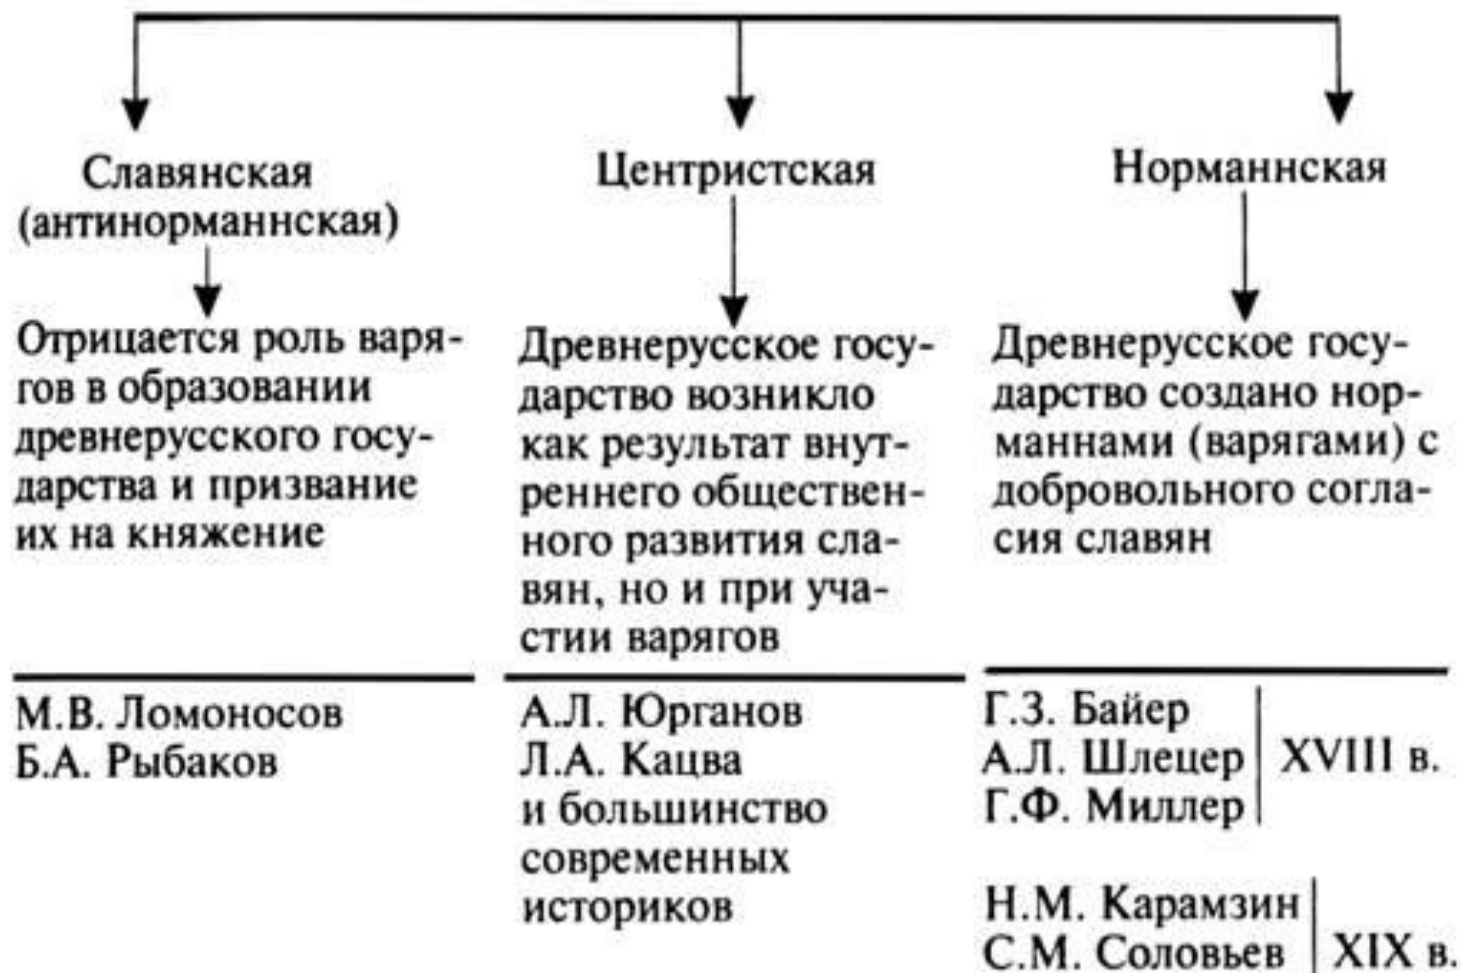 Славянская
(антинорманнская)
Отрицается роль варя-
гов в образовании
древнерусского госу-
дарства и призвание
их на княжение
М.В. Ломоносов
Б.А. Рыбаков
Центристская
Древнерусское госу-
дарство возникло
как результат внут-
реннего обществен-
ного развития сла-
вян, но и при уча-
стии варягов
А.Л. Юрганов
Л.А. Кацва
и большинство
современных
историков
Норманнская
Древнерусское госу-
дарство создано нор-
маннами (варягами) с
добровольного согла-
сия славян
Г.З. Байер
А.Л. Шлецер
Г.Ф. Миллер
XVIII в.
Н.М. Карамзин
С.М. Соловьев
XIX в.